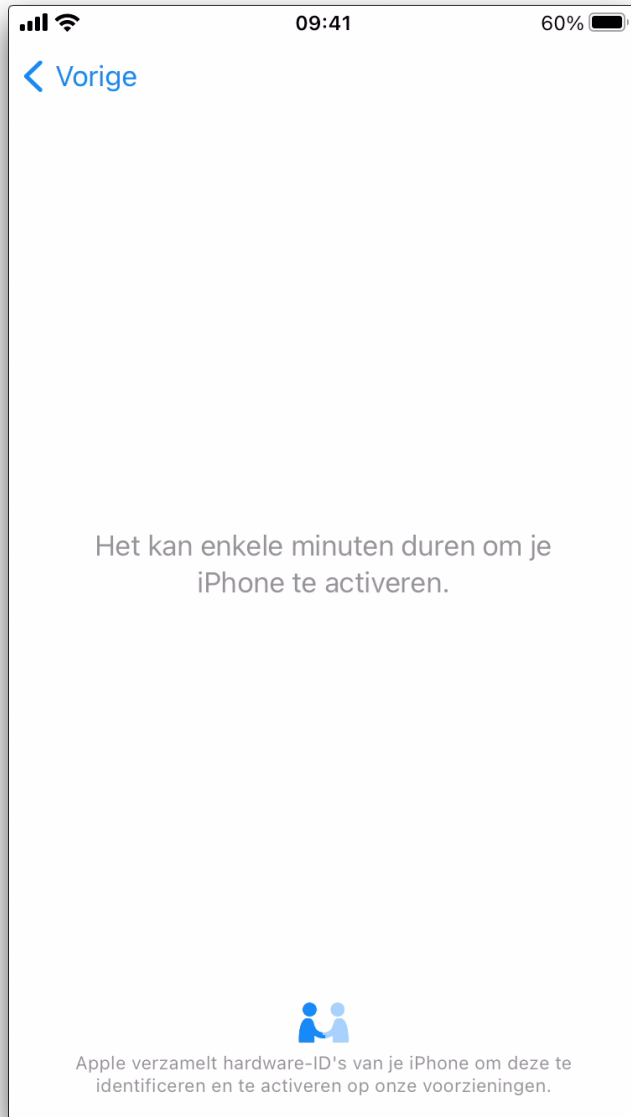 09:41
60%
Vorige
Het kan enkele minuten duren om je
iPhone te activeren.
Apple verzamelt hardware-ID's van je iPhone om deze te
identificeren en te activeren op onze voorzieningen.